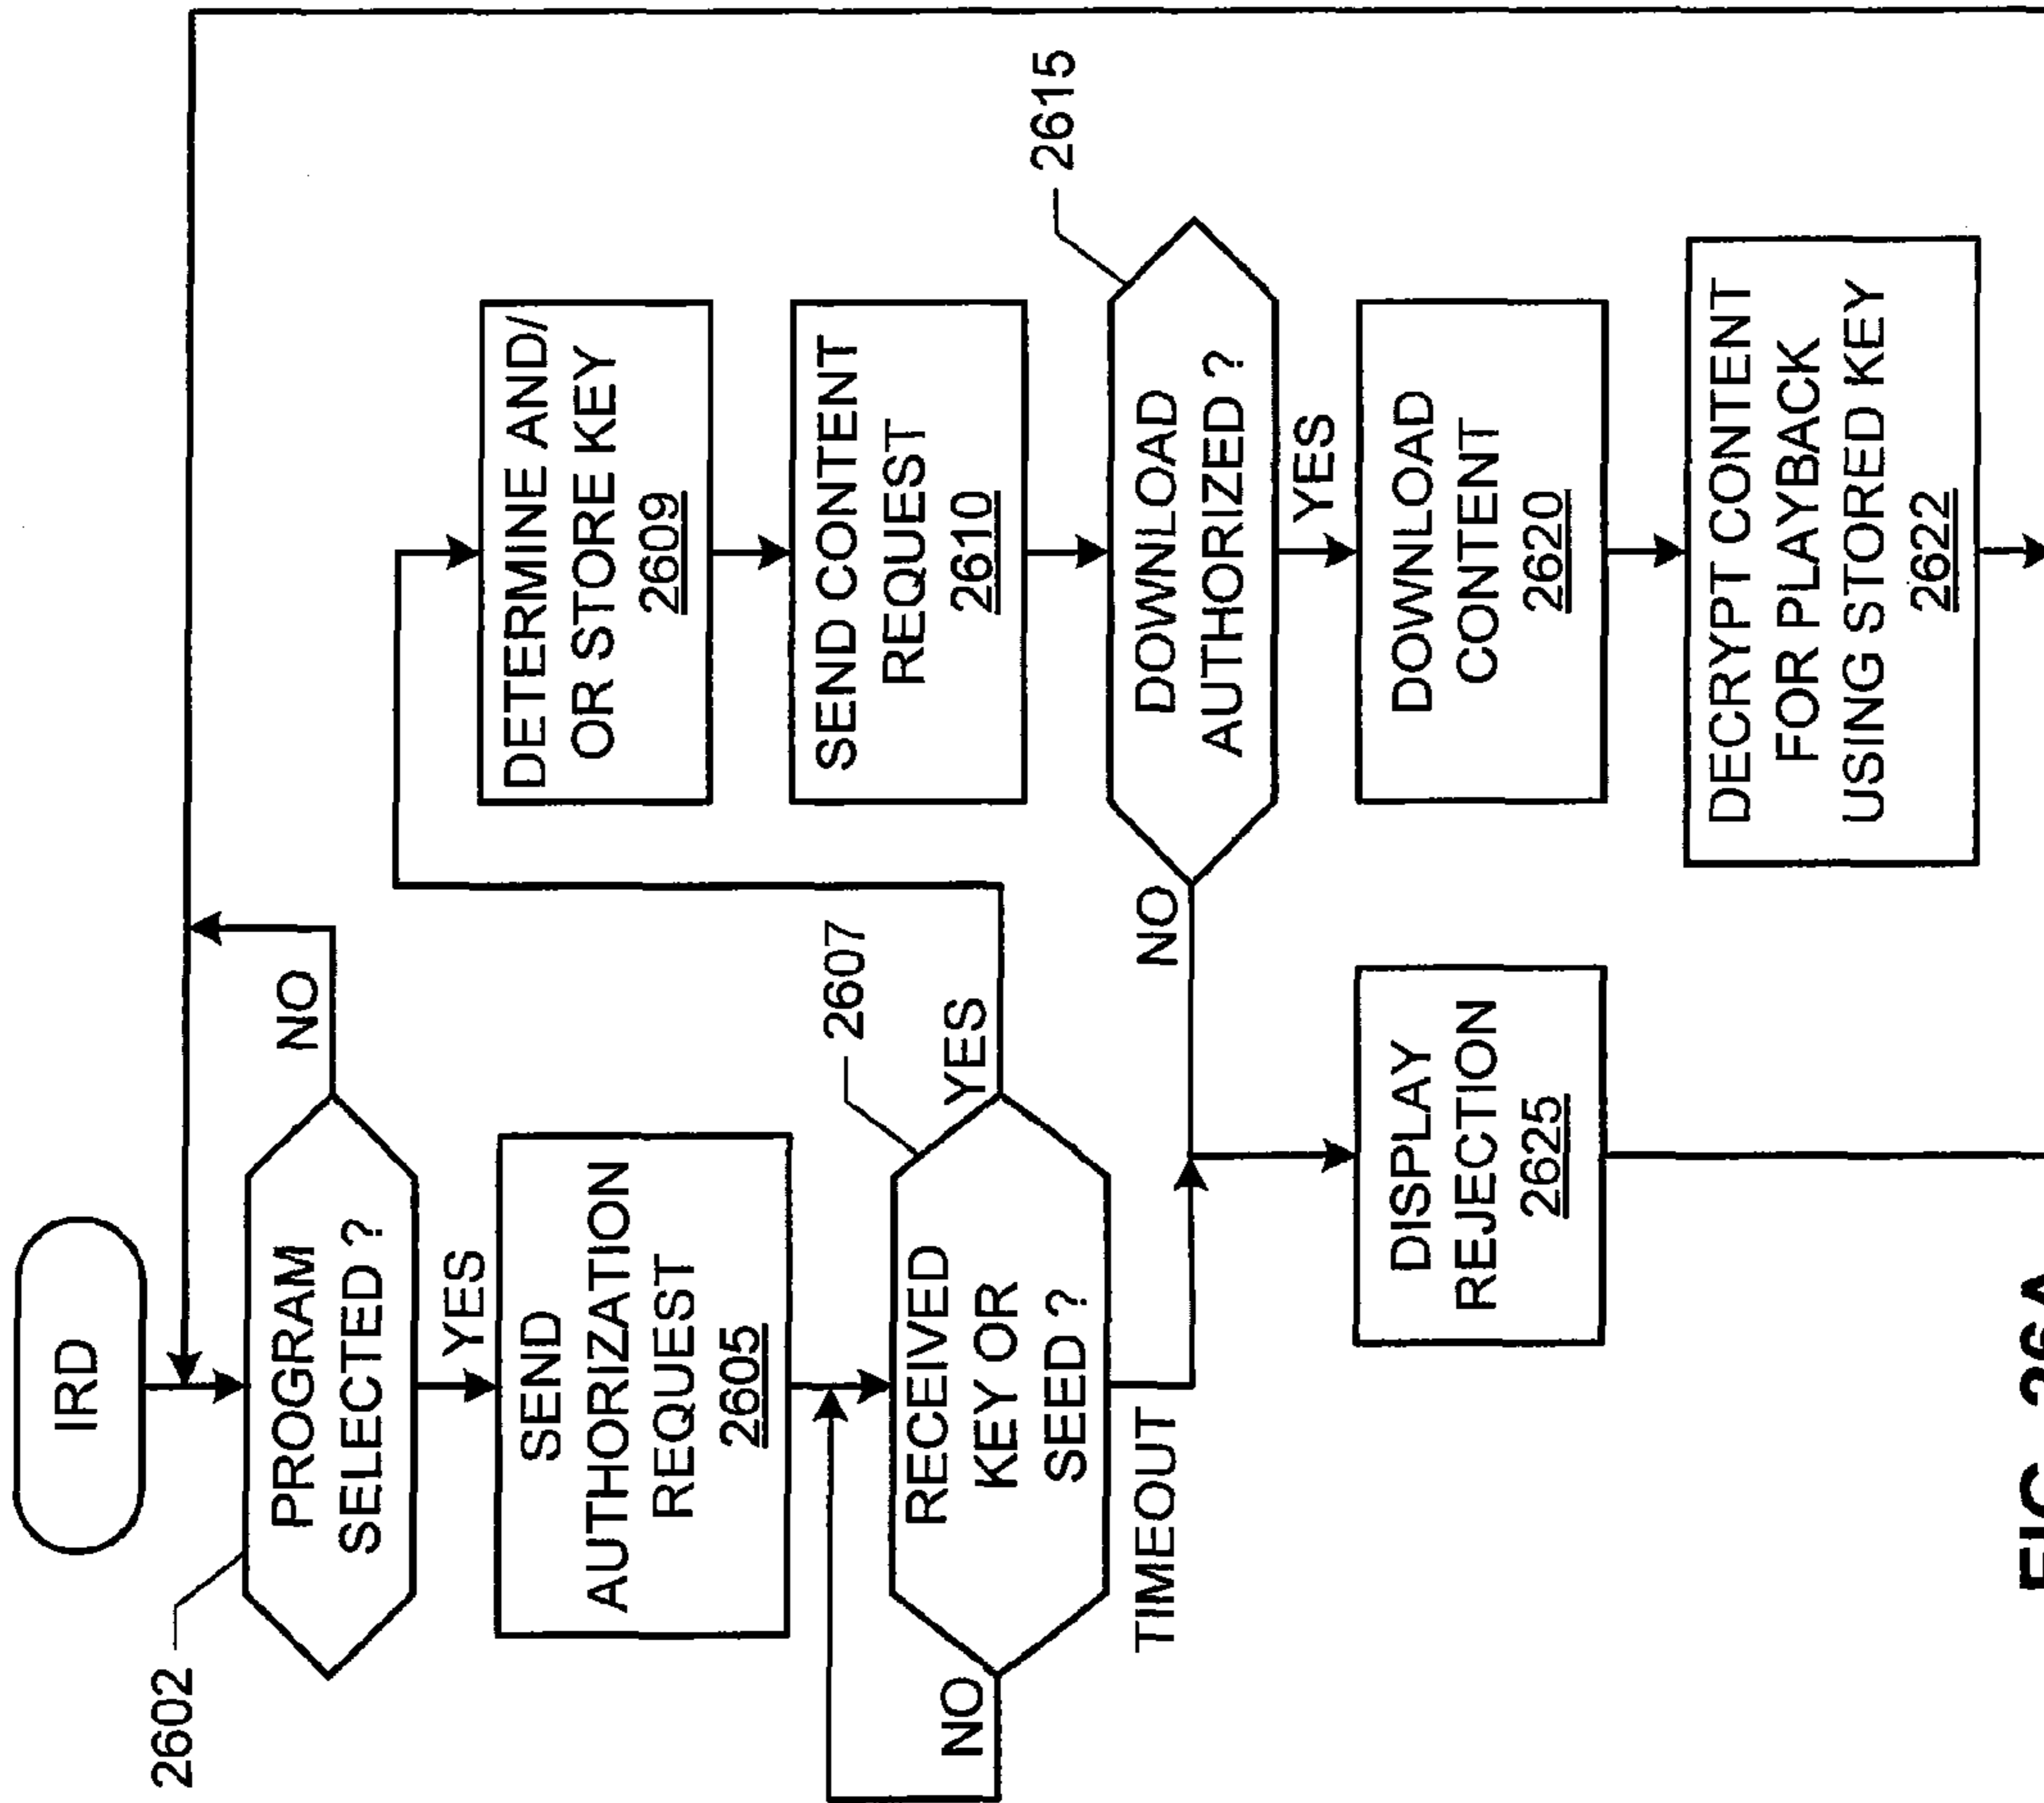 IRD
2602
PROGRAM
SELECTED ?
NO
YES
SEND
AUTHORIZATION
REQUEST
2605
2607
RECEIVED
KEY OR
SEED ?
NO
YES
TIMEOUT
DETERMINE AND/
OR STORE KEY
2609
SEND CONTENT
REQUEST
2610
2615
DOWNLOAD
AUTHORIZED ?
NO
YES
DISPLAY
REJECTION
2625
DOWNLOAD
CONTENT
2620
DECRYPT CONTENT
FOR PLAYBACK
USING STORED KEY
2622
FIG. 26A